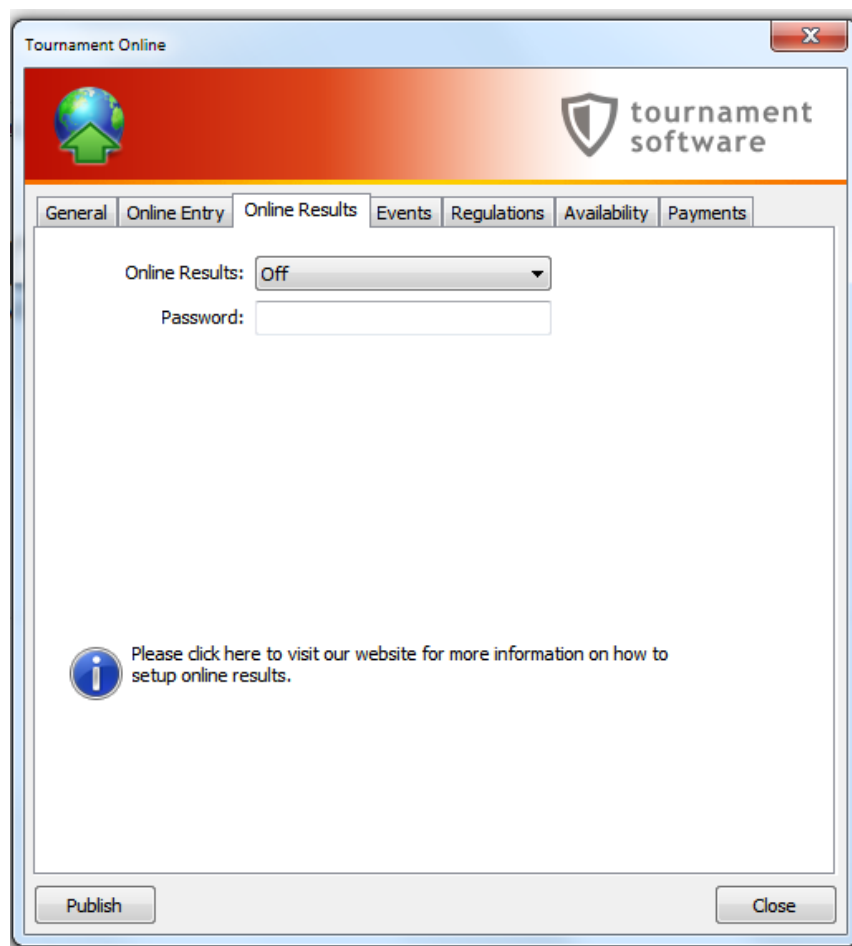 Tournament Online
tournament
software
General Online Entry Online Results Events Regulations Availability Payments
Online Results: Off
Password:
Please click here to visit our website for more information on how to
setup online results.
Publish Close